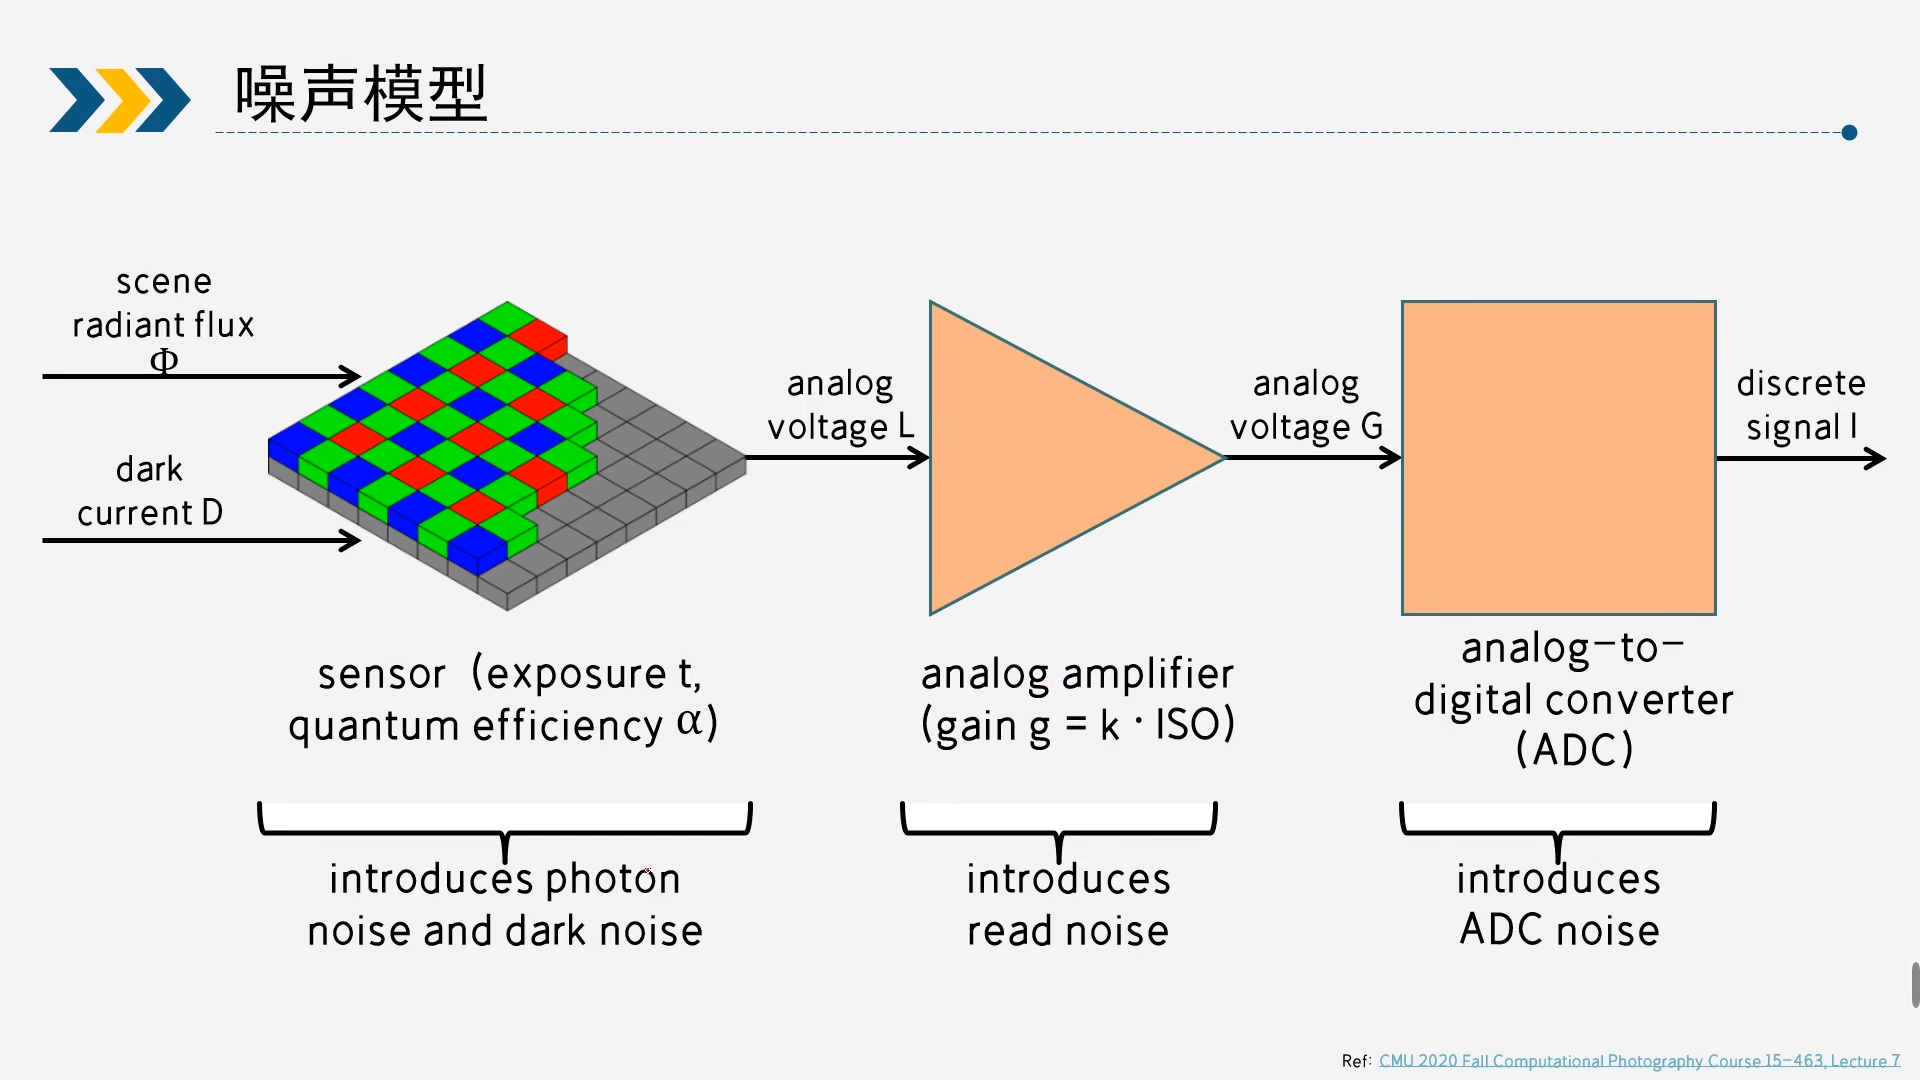 噪声模型
scene
radiant flux
Φ
dark
current D
analog
voltage L
analog
voltage G
discrete
signal I
sensor (exposure t,
quantum efficiency α)
analog amplifier
(gain g = k · ISO)
analog-to-
digital converter
(ADC)
introduces photon
noise and dark noise
introduces
read noise
introduces
ADC noise
Ref: CMU 2020 Fall Computational Photography Course 15-463, Lecture 7